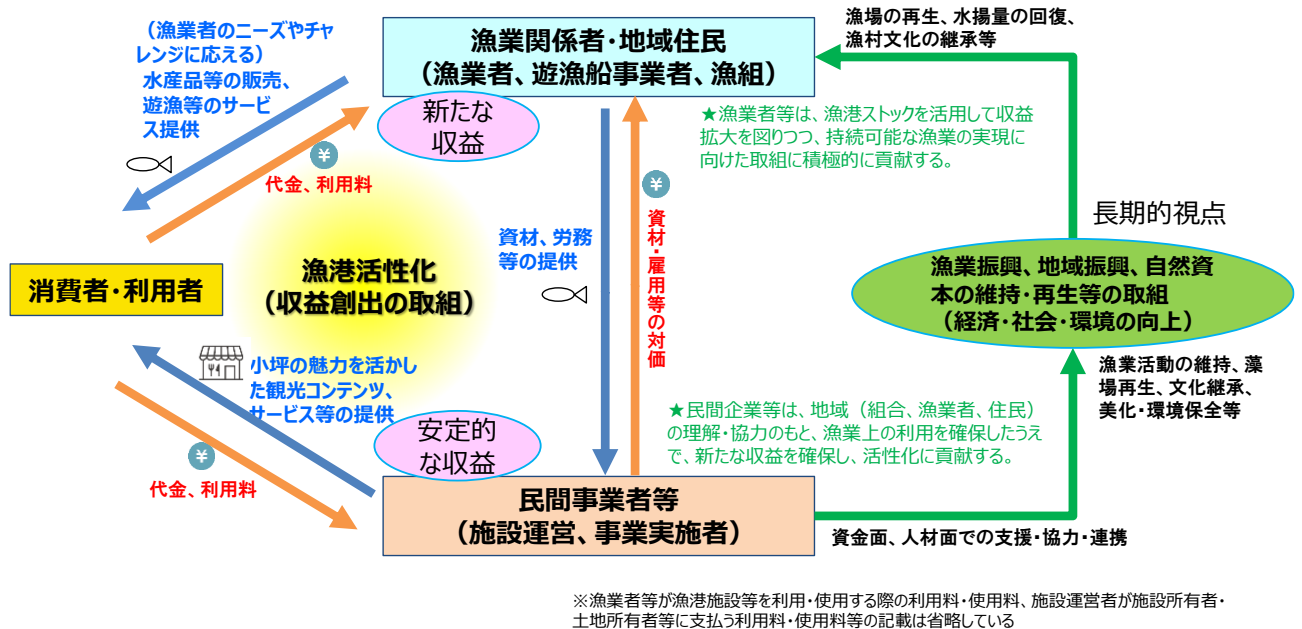 (漁業者のニーズやチャ
レンジに応える)
水産品等の販売、
遊漁等のサービ
ス提供
漁業関係者・地域住民
(漁業者、遊漁船事業者、漁組)
漁場の再生、水揚量の回復、
漁村文化の継承等
新たな
収益
¥
代金、利用料
★漁業者等は、漁港ストックを活用して収益
拡大を図りつつ、持続可能な漁業の実現に
向けた取組に積極的に貢献する。
¥
資材・雇用等の対価
資材、労務
等の提供
長期的視点
消費者・利用者
漁港活性化
(収益創出の取組)
漁業振興、地域振興、自然資
本の維持・再生等の取組
(経済・社会・環境の向上)
小坪の魅力を活かし
た観光コンテンツ、
サービス等の提供
漁業活動の維持、藻
場再生、文化継承、
美化・環境保全等
¥
代金、利用料
安定的
な収益
★民間企業等は、地域(組合、漁業者、住民)
の理解・協力のもと、漁業上の利用を確保したうえ
で、新たな収益を確保し、活性化に貢献する。
民間事業者等
(施設運営、事業実施者)
資金面、人材面での支援・協力・連携
※漁業者等が漁港施設等を利用・使用する際の利用料・使用料、施設運営者が施設所有者・
土地所有者等に支払う利用料・使用料等の記載は省略している